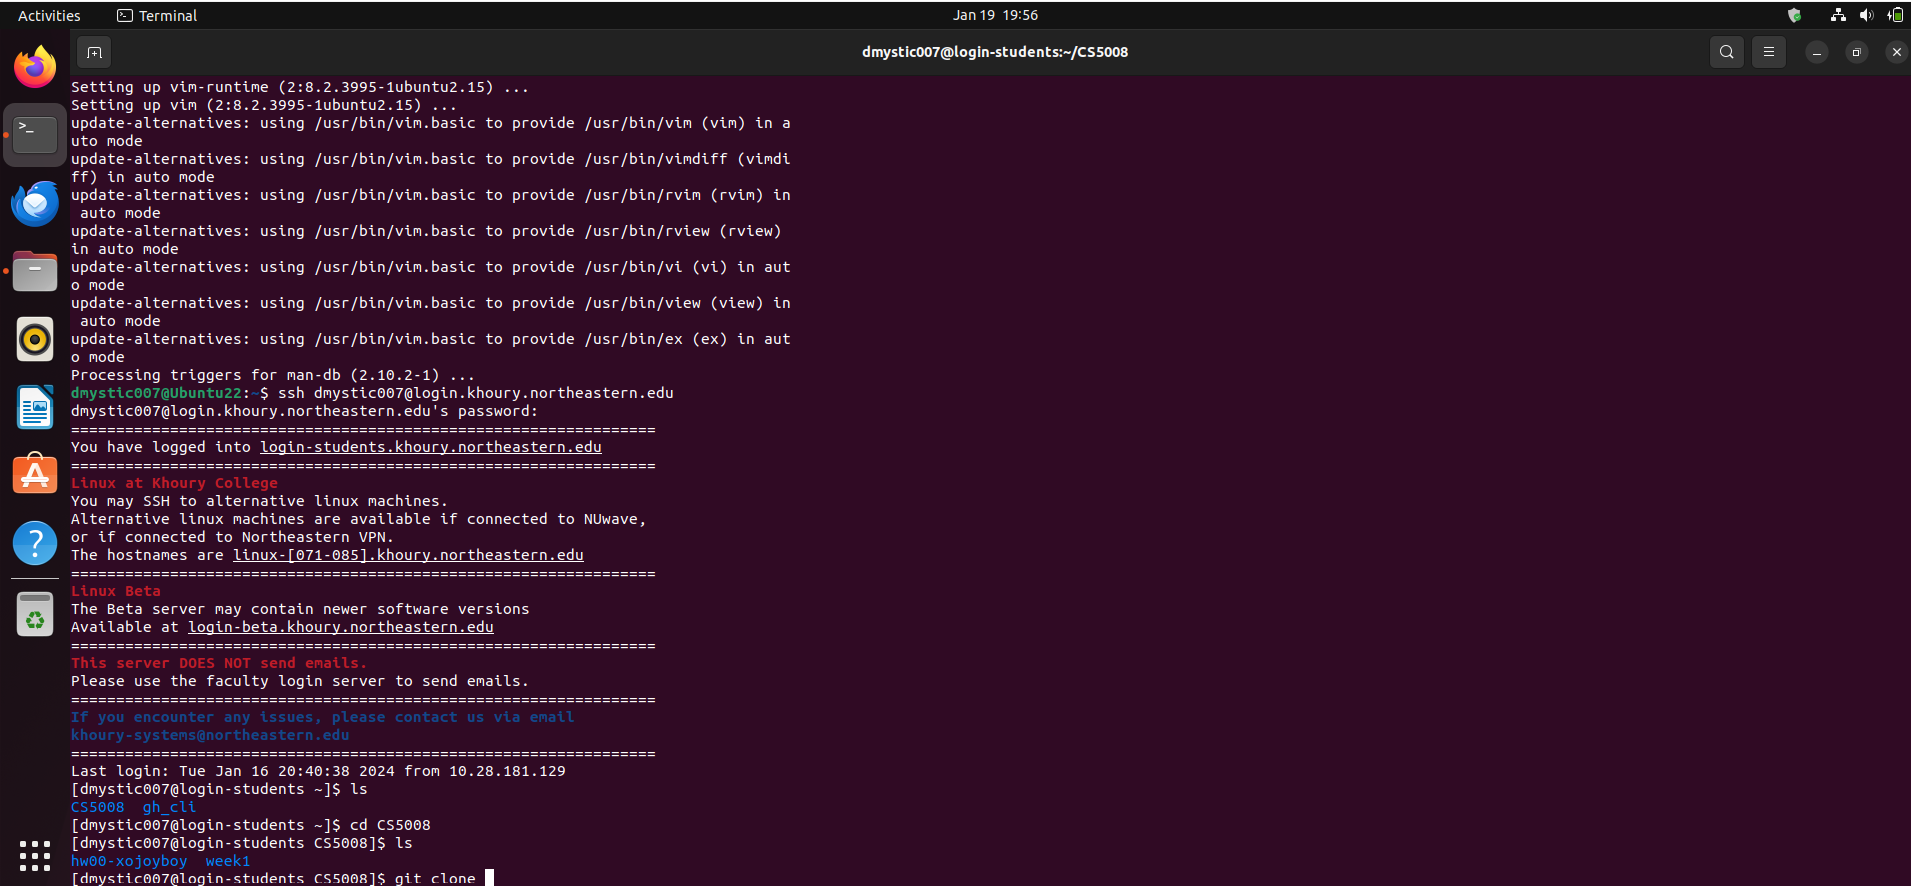 Activities
Terminal
Jan 19 19:56
dmystic007@login-students:~/CS5008
Setting up vim-runtime (2:8.2.3995-1ubuntu2.15) ...
Setting up vim (2:8.2.3995-1ubuntu2.15) ...
update-alternatives: using /usr/bin/vim.basic to provide /usr/bin/vim (vim) in a
uto mode
update-alternatives: using /usr/bin/vim.basic to provide /usr/bin/vimdiff (vimdi
ff) in auto mode
update-alternatives: using /usr/bin/vim.basic to provide /usr/bin/rvim (rvim) in
 auto mode
update-alternatives: using /usr/bin/vim.basic to provide /usr/bin/rview (rview)
in auto mode
update-alternatives: using /usr/bin/vim.basic to provide /usr/bin/vi (vi) in aut
o mode
update-alternatives: using /usr/bin/vim.basic to provide /usr/bin/view (view) in
 auto mode
update-alternatives: using /usr/bin/vim.basic to provide /usr/bin/ex (ex) in aut
o mode
Processing triggers for man-db (2.10.2-1) ...
dmystic007@Ubuntu22:~$ ssh dmystic007@login.khoury.northeastern.edu
dmystic007@login.khoury.northeastern.edu's password:
=================================================================
You have logged into login-students.khoury.northeastern.edu
=================================================================
Linux at Khoury College
You may SSH to alternative linux machines.
Alternative linux machines are available if connected to NUwave,
or if connected to Northeastern VPN.
The hostnames are linux-[071-085].khoury.northeastern.edu
=================================================================
Linux Beta
The Beta server may contain newer software versions
Available at login-beta.khoury.northeastern.edu
=================================================================
This server DOES NOT send emails.
Please use the faculty login server to send emails.
=================================================================
If you encounter any issues, please contact us via email
khoury-systems@northeastern.edu
=================================================================
Last login: Tue Jan 16 20:40:38 2024 from 10.28.181.129
[dmystic007@login-students ~]$ ls
CS5008  gh_cli
[dmystic007@login-students ~]$ cd CS5008
[dmystic007@login-students CS5008]$ ls
hw00-xojoyboy  week1
[dmystic007@login-students CS5008]$ git clone